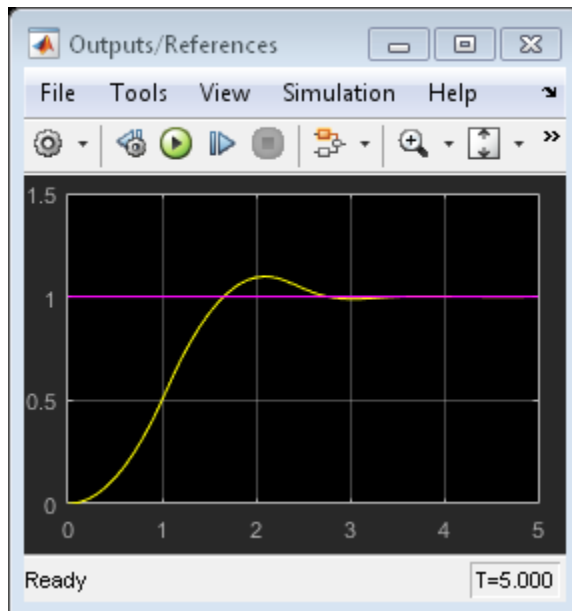 Outputs/References
File Tools View Simulation Help
1.5
1
0.5
0
0 1 2 3 4 5
Ready T=5.000